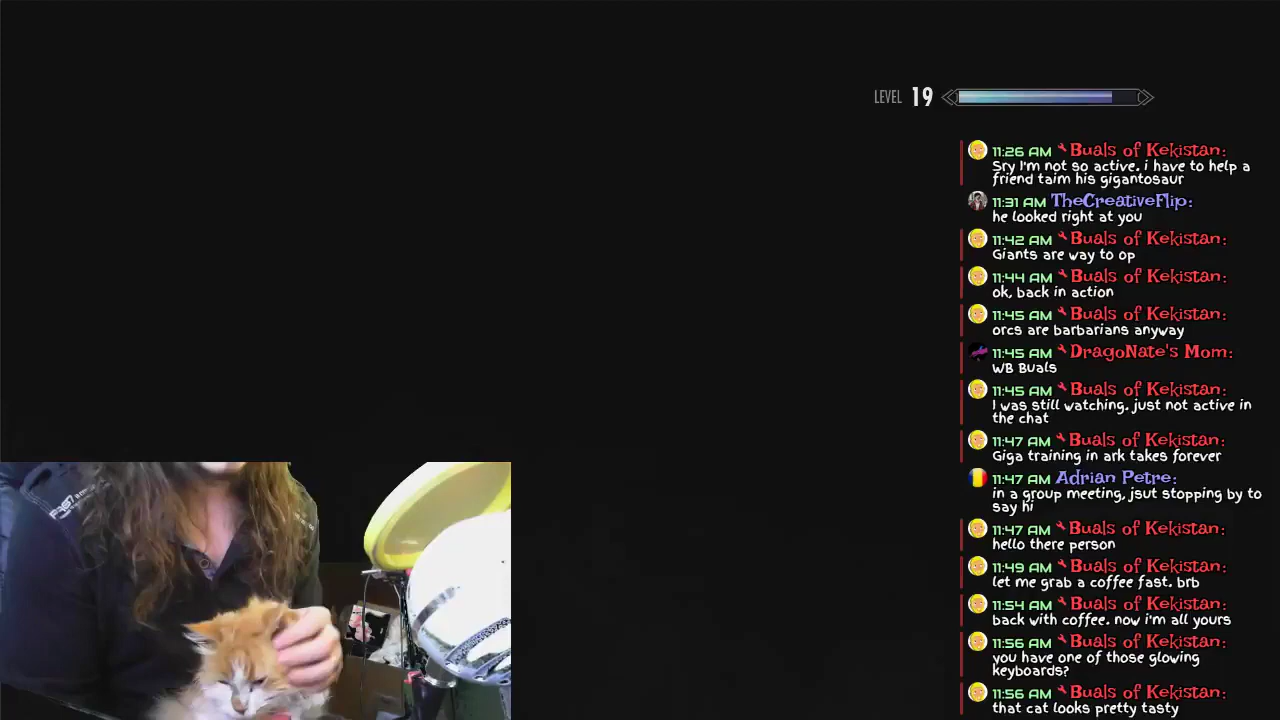 LEVEL 19
11:26 AM Buals of Kekistan:
Sry I'm not so active. i have to help a
friend taim his gigantosaur
11:31 AM TheCreativeFlip:
he looked right at you
11:42 AM Buals of Kekistan:
Giants are way to op
11:44 AM Buals of Kekistan:
ok, back in action
11:45 AM Buals of Kekistan:
orcs are barbarians anyway
11:45 AM DragoNate's Mom:
WB Buals
11:45 AM Buals of Kekistan:
I was still watching. just not active in
the chat
11:47 AM Buals of Kekistan:
Giga training in ark takes forever
11:47 AM Adrian Petre:
in a group meeting, jsut stopping by to
say hi
11:47 AM Buals of Kekistan:
hello there person
11:49 AM Buals of Kekistan:
let me grab a coffee fast. brb
11:54 AM Buals of Kekistan:
back with coffee. now i'm all yours
11:56 AM Buals of Kekistan:
you have one of those glowing
keyboards?
11:56 AM Buals of Kekistan:
that cat looks pretty tasty